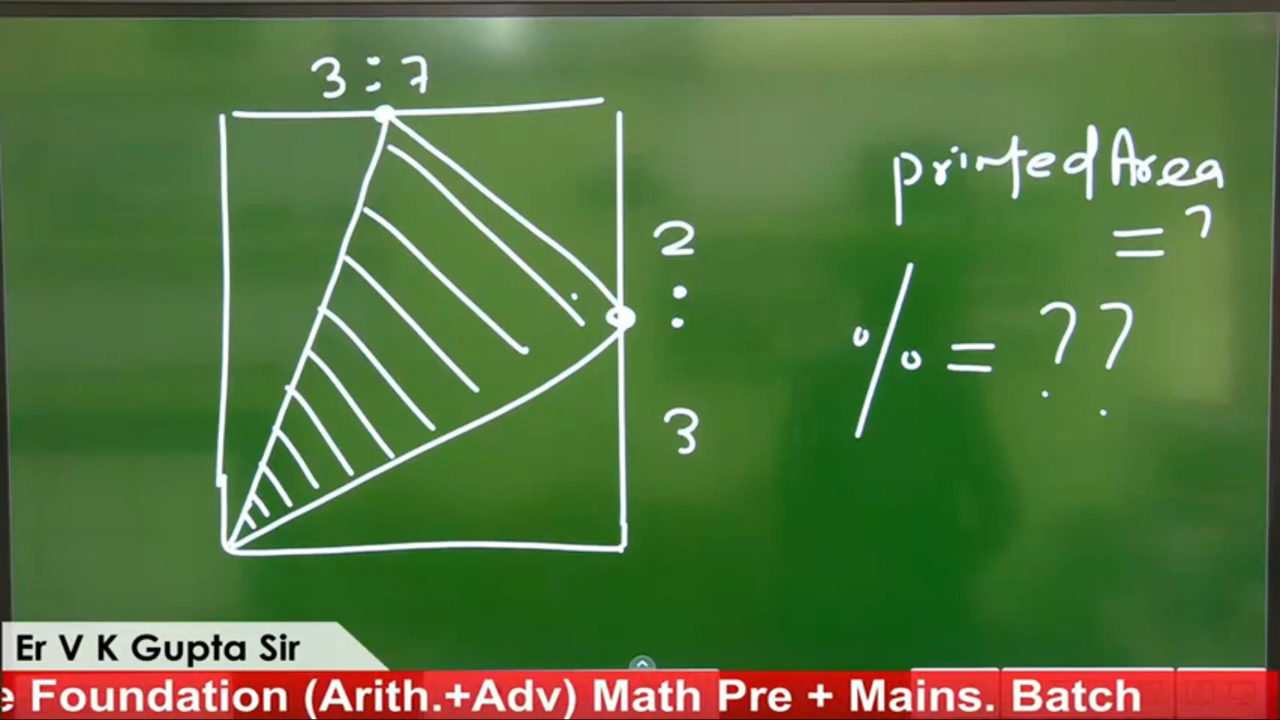 3:7
printed Area
= ?
2
:
3
% = ??
Er V K Gupta Sir
e Foundation (Arith.+Adv) Math Pre + Mains. Batch